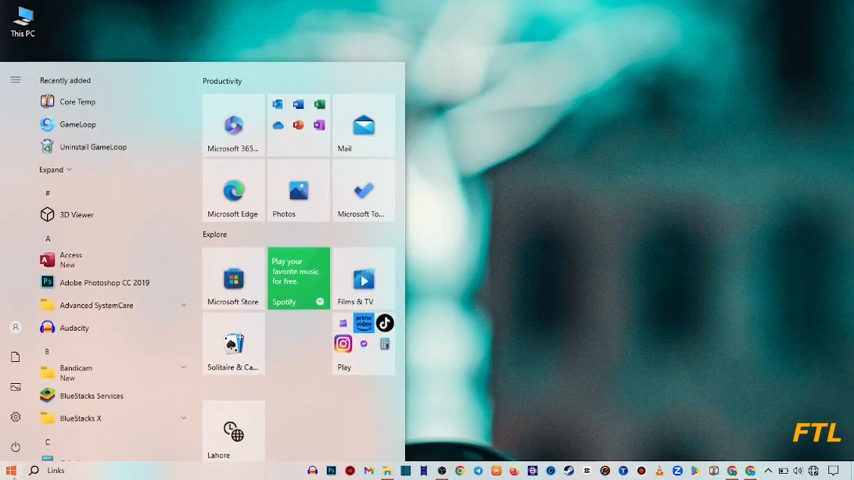 This PC
Recently added
Core Temp
GameLoop
Uninstall GameLoop
Expand
#
3D Viewer
A
Access
New
Adobe Photoshop CC 2019
Advanced SystemCare
Audacity
B
Bandicam
New
BlueStacks Services
BlueStacks X
C
Productivity
Microsoft 365...
Mail
Microsoft Edge
Photos
Microsoft To...
Explore
Microsoft Store
Play your
favorite music
for free.
Spotify
Films & TV
Solitaire & Ca...
prime video
Play
Lahore
FTL
Links